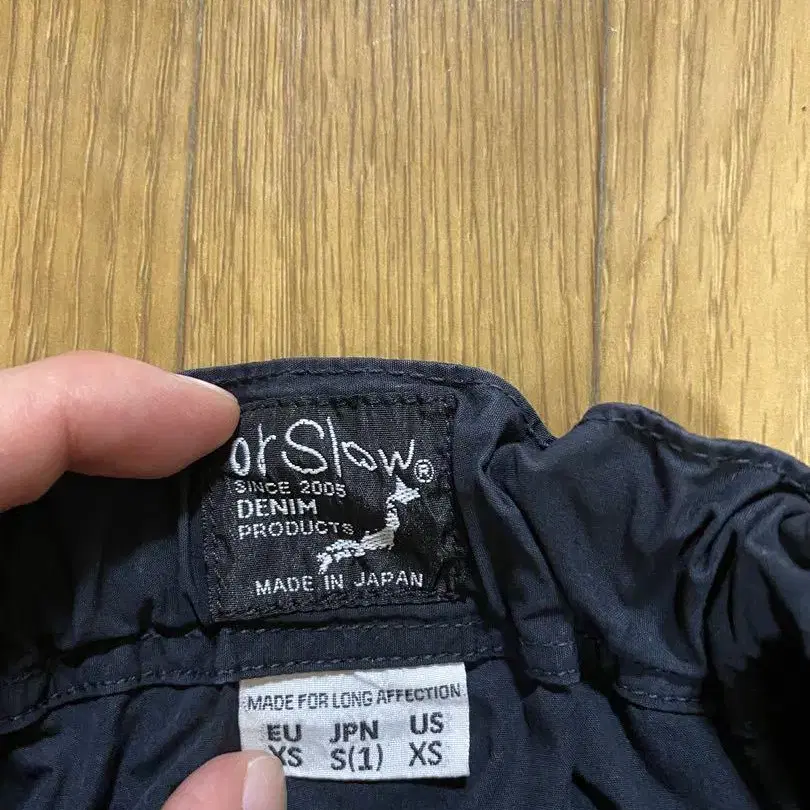 orSlow®
SINCE 2005
DENIM
PRODUCTS
MADE IN JAPAN
MADE FOR LONG AFFECTION
EU JPN US
XS S(1) XS